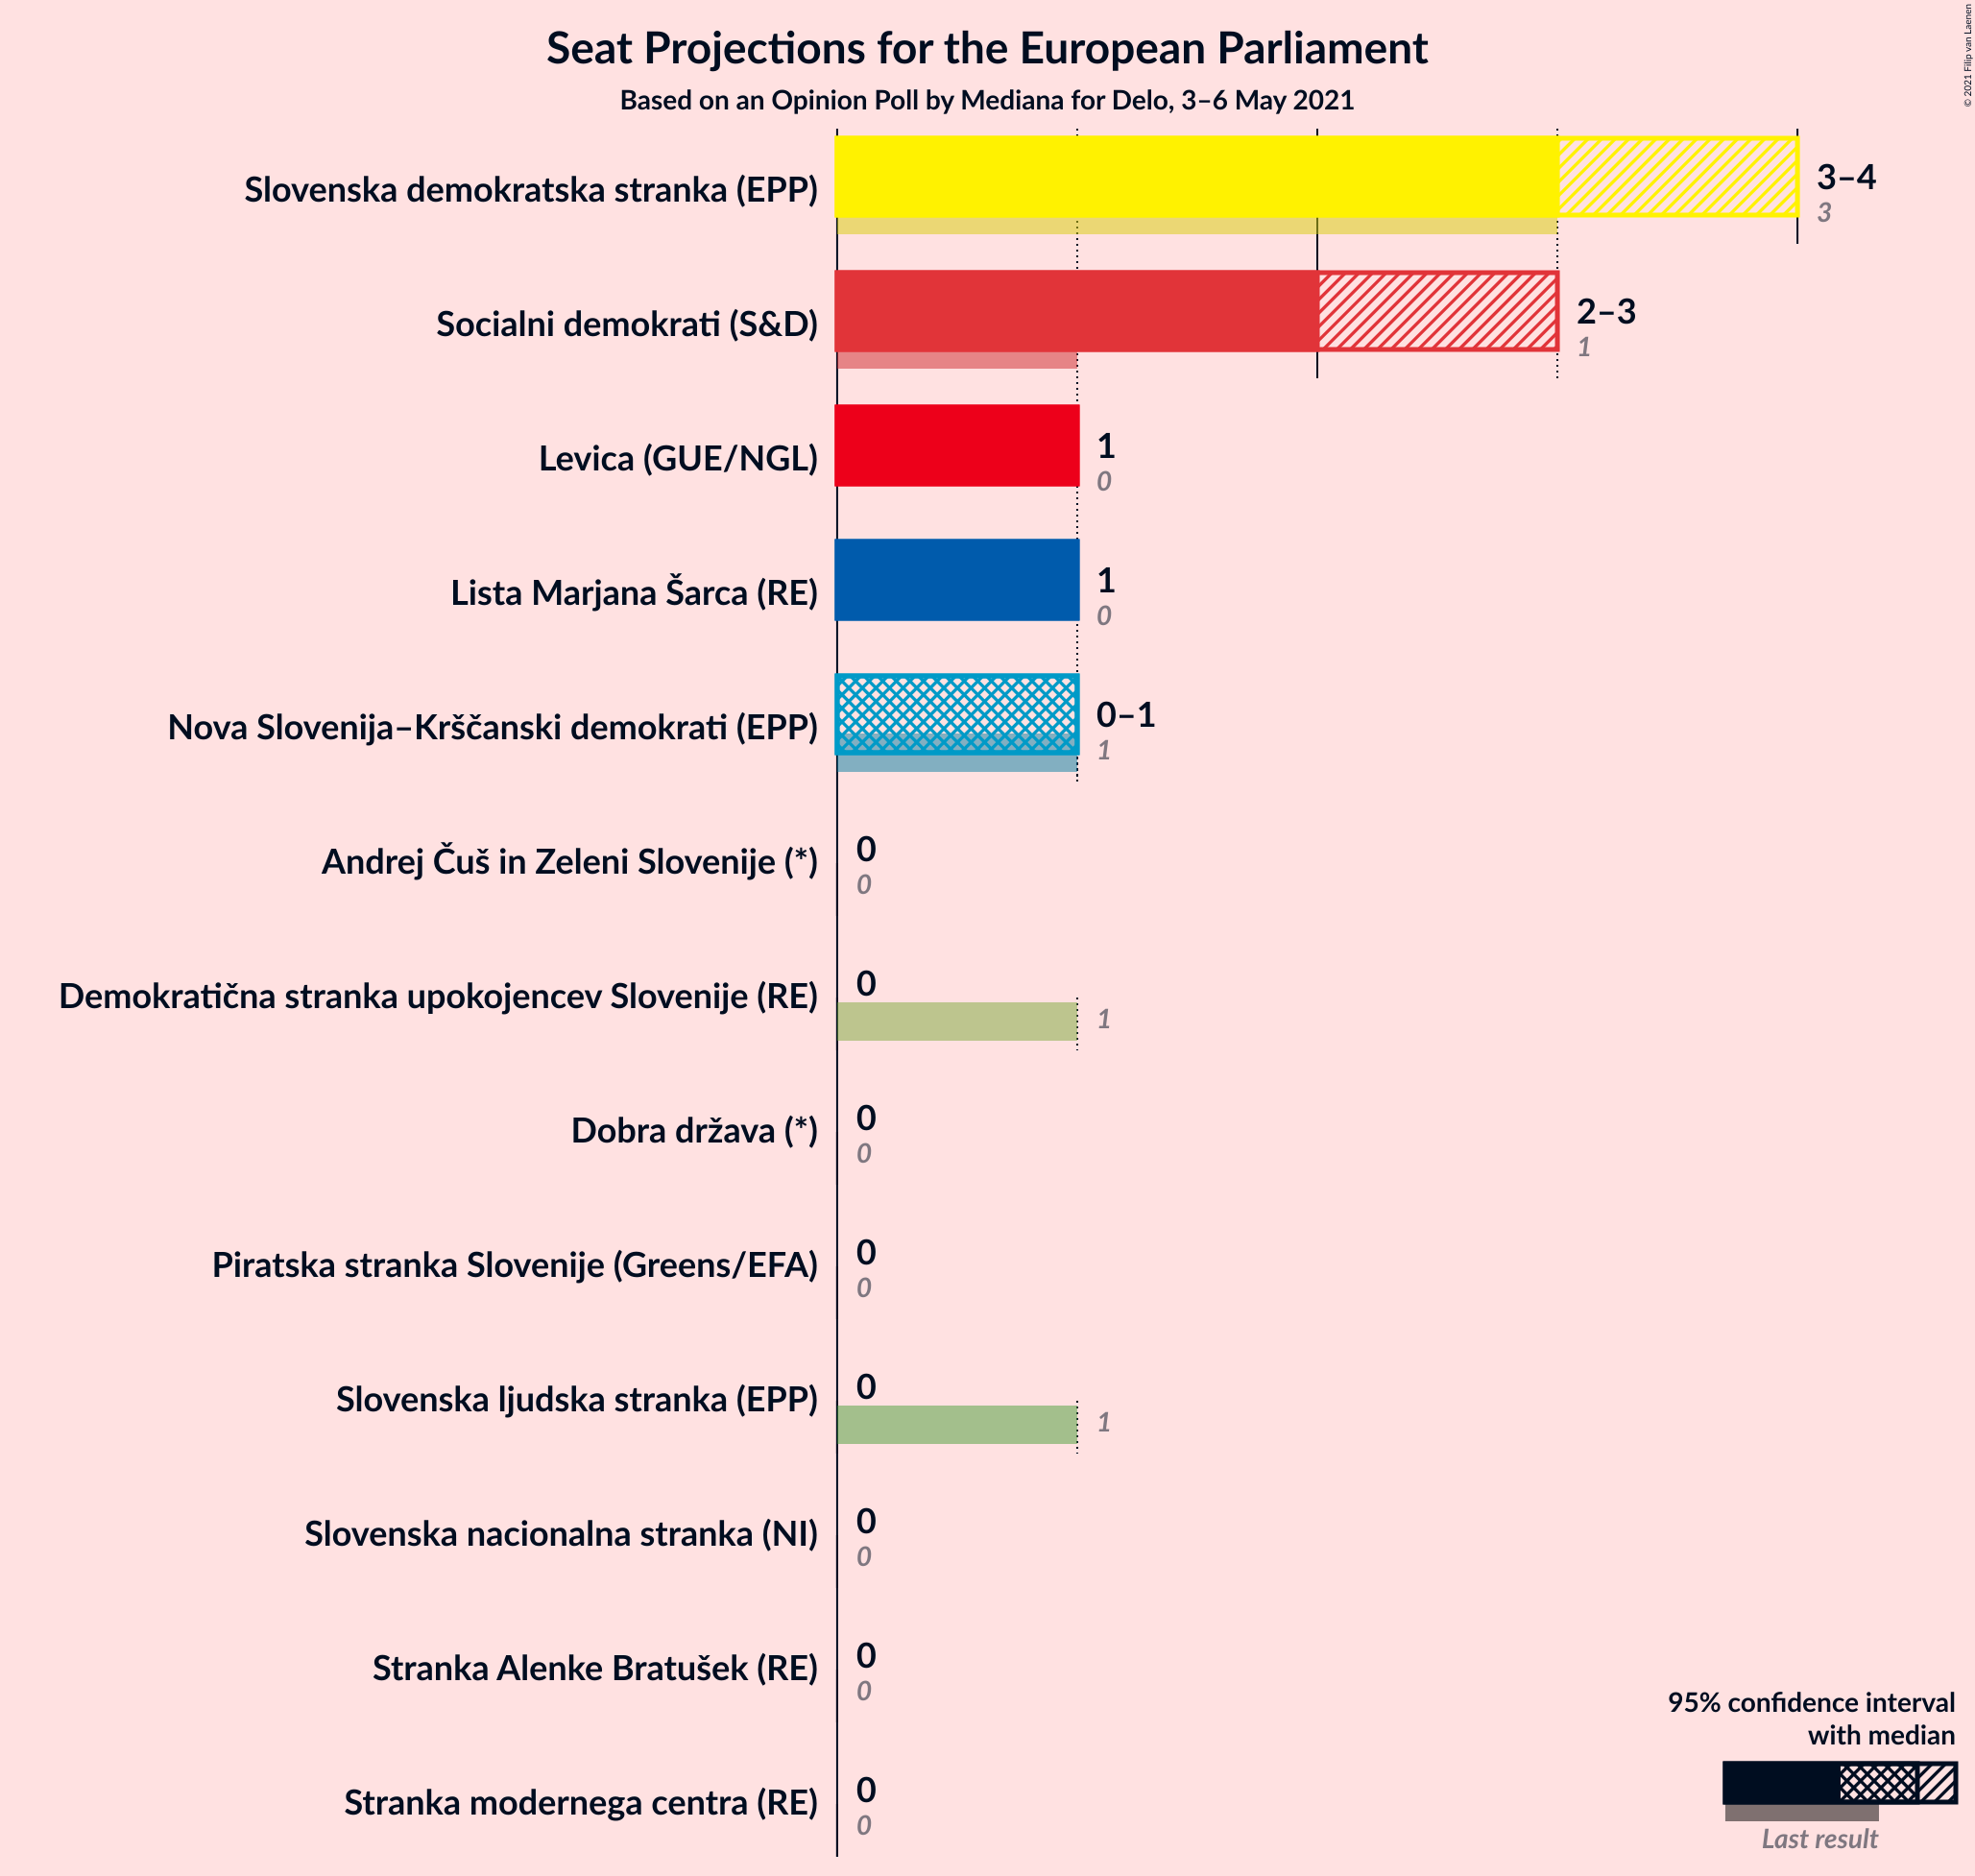 Seat Projections for the European Parliament
Based on an Opinion Poll by Mediana for Delo, 3–6 May 2021
© 2021 Filip van Laenen
Slovenska demokratska stranka (EPP)
3–4
3
Socialni demokrati (S&D)
2–3
1
Levica (GUE/NGL)
1
0
Lista Marjana Šarca (RE)
1
0
Nova Slovenija–Krščanski demokrati (EPP)
0–1
1
Andrej Čuš in Zeleni Slovenije (*)
0
0
Demokratična stranka upokojencev Slovenije (RE)
0
1
Dobra država (*)
0
0
Piratska stranka Slovenije (Greens/EFA)
0
0
Slovenska ljudska stranka (EPP)
0
1
Slovenska nacionalna stranka (NI)
0
0
Stranka Alenke Bratušek (RE)
0
0
Stranka modernega centra (RE)
0
0
95% confidence interval
with median
Last result